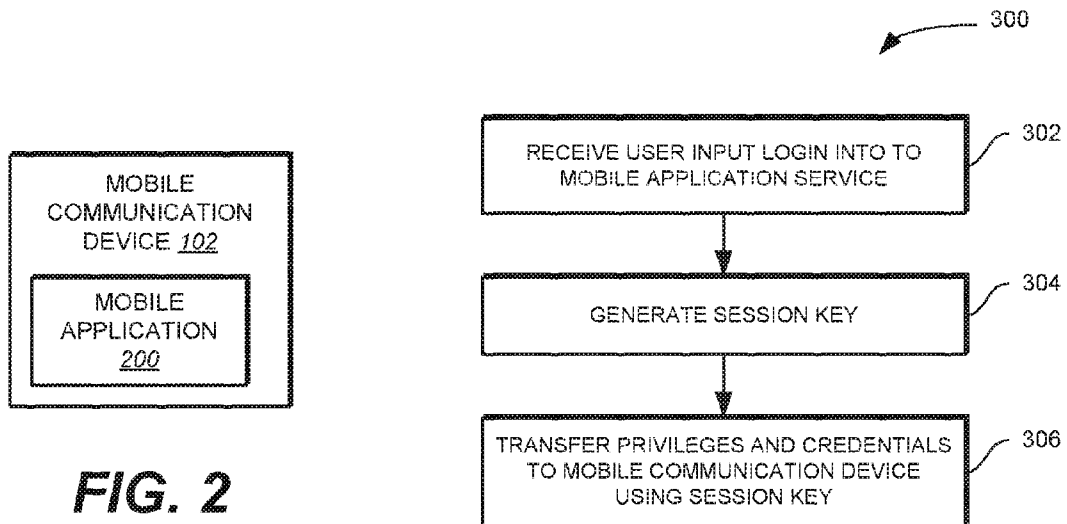 300
MOBILE
COMMUNICATION
DEVICE 102
MOBILE
APPLICATION
200
FIG. 2
RECEIVE USER INPUT LOGIN INTO TO
MOBILE APPLICATION SERVICE
302
GENERATE SESSION KEY
304
TRANSFER PRIVILEGES AND CREDENTIALS
TO MOBILE COMMUNICATION DEVICE
USING SESSION KEY
306